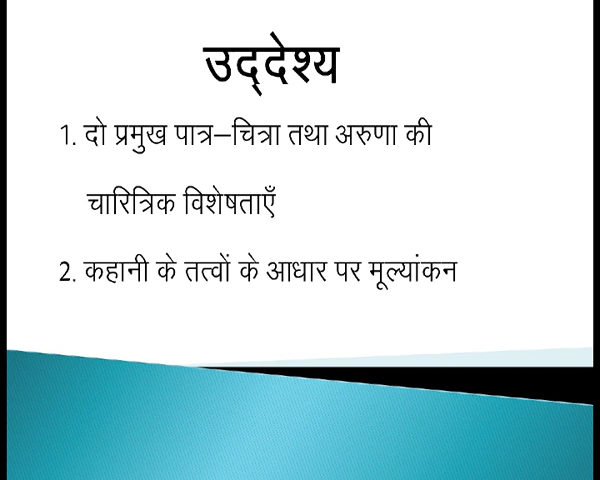 उद्देश्य
1. दो प्रमुख पात्र–चित्रा तथा अरुणा की
चारित्रिक विशेषताएँ
2. कहानी के तत्वों के आधार पर मूल्यांकन